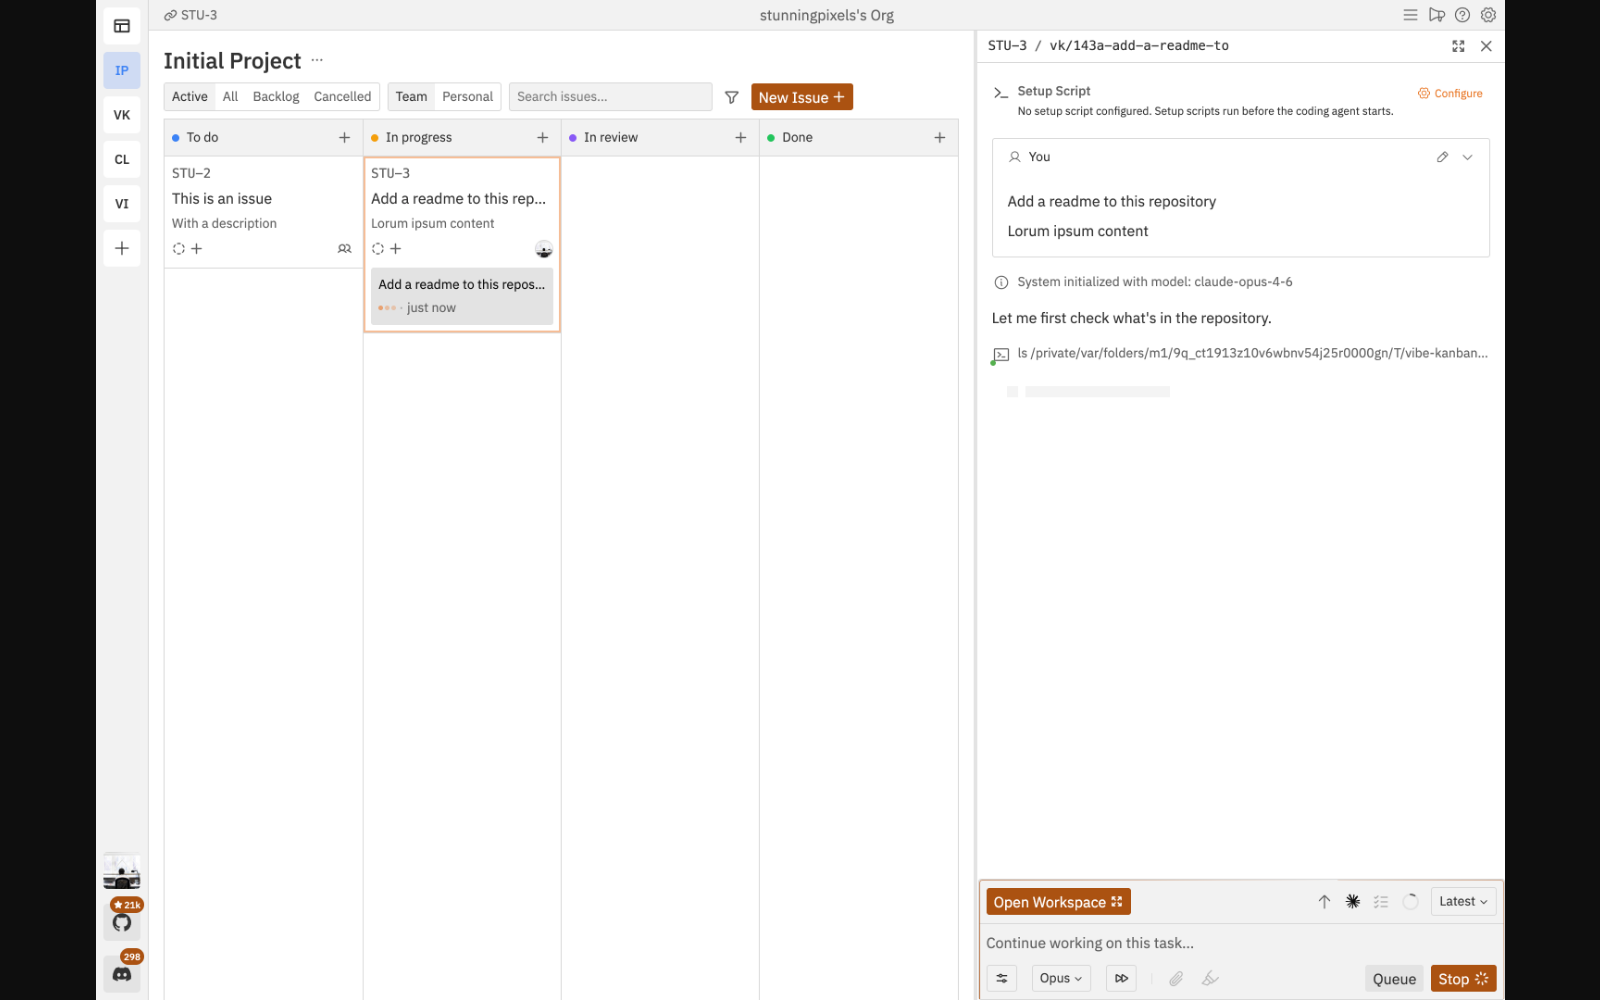 STU-3
stunningpixels's Org
IP
VK
CL
VI
21k
298
Initial Project
Active
All
Backlog
Cancelled
Team
Personal
Search issues...
New Issue
To do
In progress
In review
Done
STU-2
This is an issue
With a description
STU-3
Add a readme to this rep...
Lorum ipsum content
Add a readme to this repos...
just now
STU-3 / vk/143a-add-a-readme-to
Setup Script
Configure
No setup script configured. Setup scripts run before the coding agent starts.
You
Add a readme to this repository
Lorum ipsum content
System initialized with model: claude-opus-4-6
Let me first check what's in the repository.
ls /private/var/folders/m1/9q_ct1913z10v6wbnv54j25r0000gn/T/vibe-kanban...
Open Workspace
Latest
Continue working on this task...
Opus
Queue
Stop